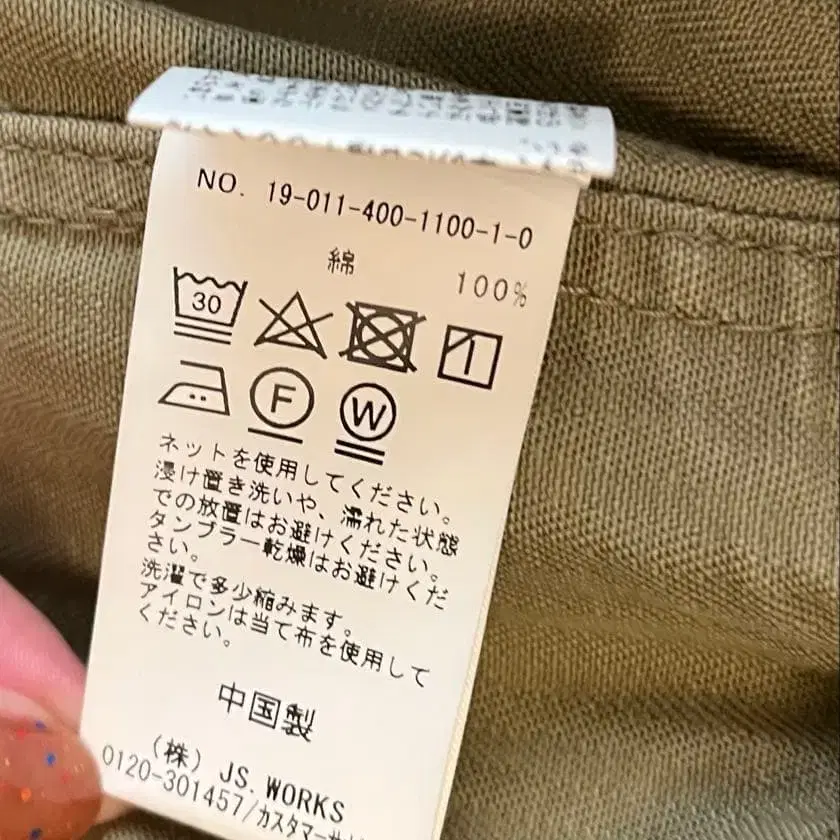 NO. 19-011-400-1100-1-0
綿 100%
30
F W
ネットを使用してください。
浸け置き洗いや、濡れた状態
での放置はお避けください。
タンブラー乾燥はお避けくだ
さい。
洗濯で多少縮みます。
アイロンは当て布を使用して
ください。
中国製
(株) JS. WORKS
0120-301457/カスタマー